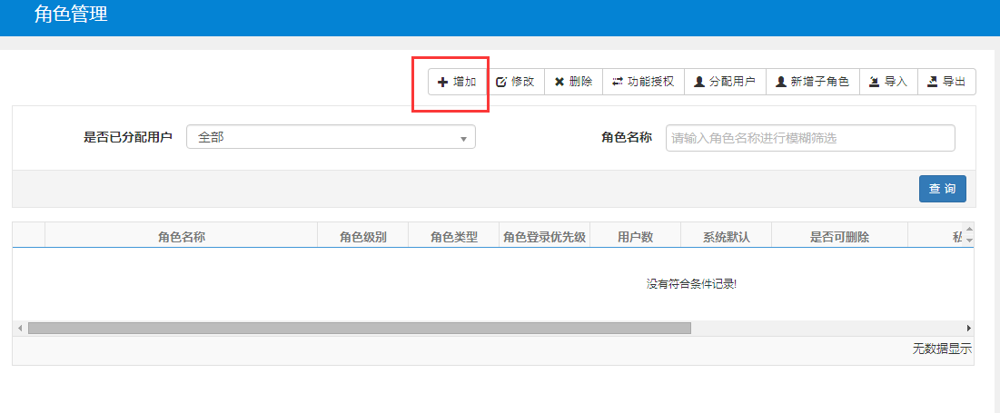 角色管理
增加 修改 删除 功能授权 分配用户 新增子角色 导入 导出
是否已分配用户 全部 角色名称 请输入角色名称进行模糊筛选
查 询
角色名称 角色级别 角色类型 角色登录优先级 用户数 系统默认 是否可删除 私
没有符合条件记录!
无数据显示